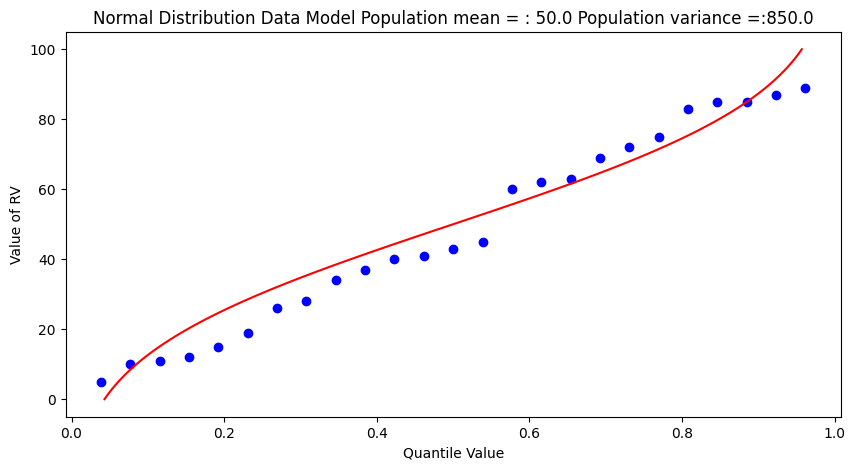 Normal Distribution Data Model Population mean = : 50.0 Population variance =:850.0
100
80
60
40
20
0
Value of RV
0.0 0.2 0.4 0.6 0.8 1.0
Quantile Value